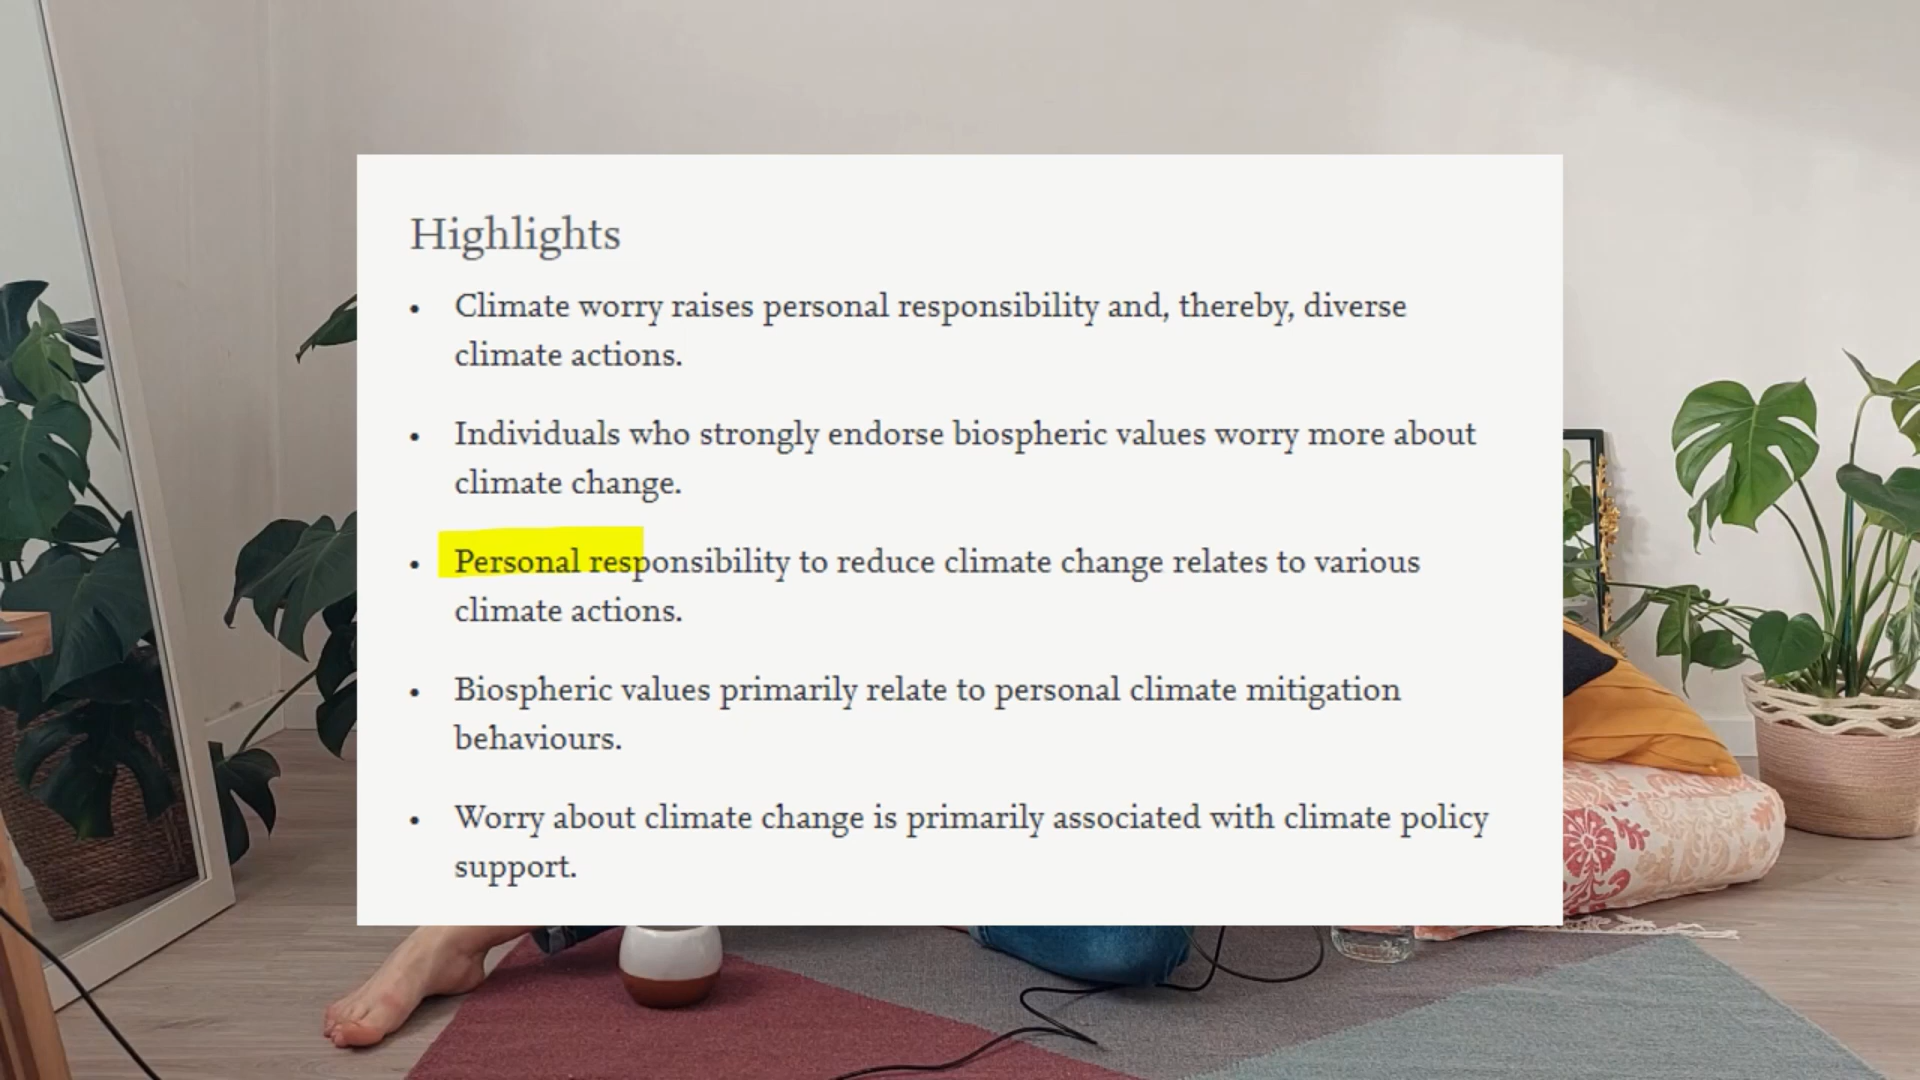 Highlights
• Climate worry raises personal responsibility and, thereby, diverse
climate actions.
• Individuals who strongly endorse biospheric values worry more about
climate change.
• Personal responsibility to reduce climate change relates to various
climate actions.
• Biospheric values primarily relate to personal climate mitigation
behaviours.
• Worry about climate change is primarily associated with climate policy
support.